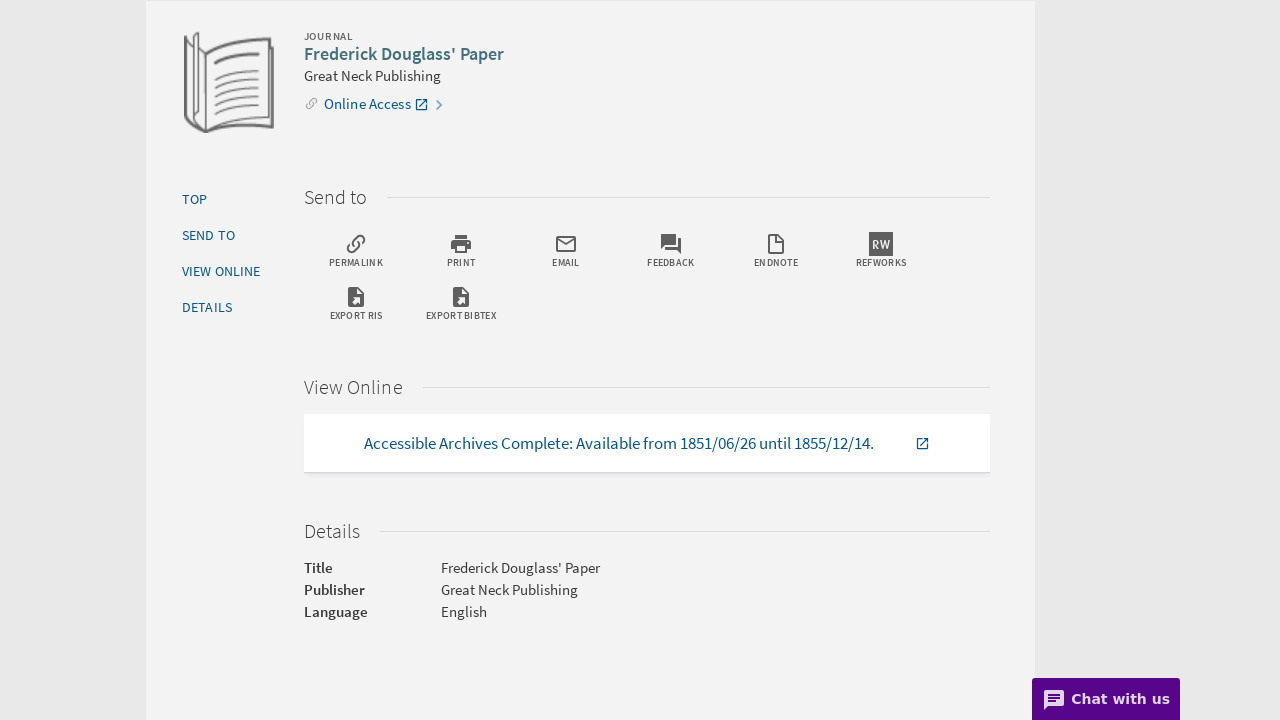 JOURNAL
Frederick Douglass' Paper
Great Neck Publishing
Online Access
TOP
SEND TO
VIEW ONLINE
DETAILS
Send to
PERMALINK
PRINT
EMAIL
FEEDBACK
ENDNOTE
RW
REFWORKS
EXPORT RIS
EXPORT BIBTEX
View Online
Accessible Archives Complete: Available from 1851/06/26 until 1855/12/14.
Details
Title Frederick Douglass' Paper
Publisher Great Neck Publishing
Language English
Chat with us